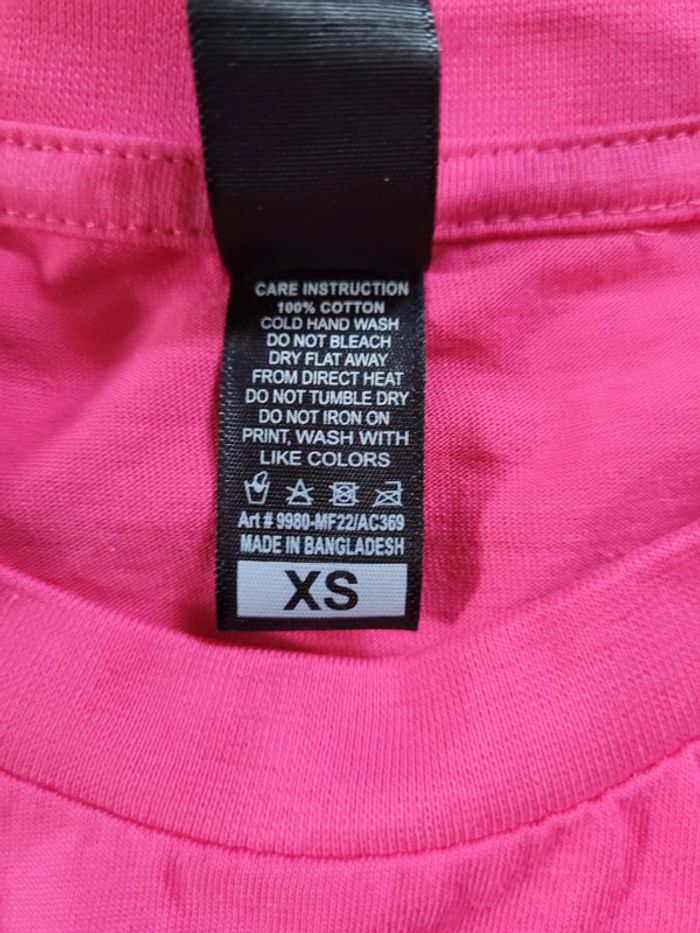 CARE INSTRUCTION
100% COTTON
COLD HAND WASH
DO NOT BLEACH
DRY FLAT AWAY
FROM DIRECT HEAT
DO NOT TUMBLE DRY
DO NOT IRON ON
PRINT, WASH WITH
LIKE COLORS
Art # 9980-MF22/AC369
MADE IN BANGLADESH
XS